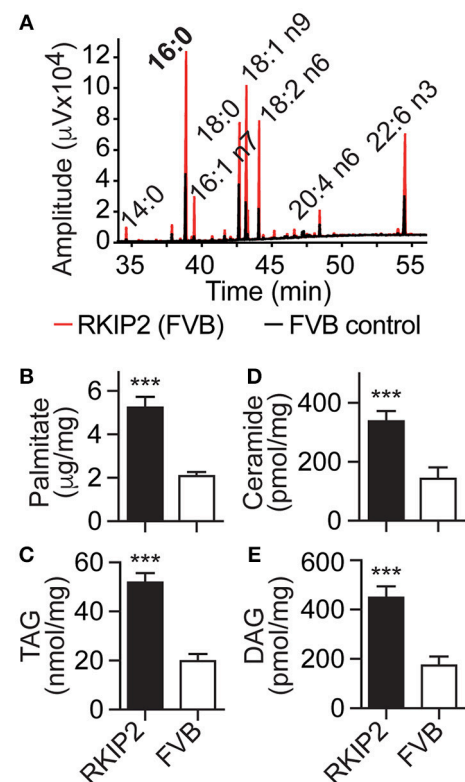 A
Amplitude (µVx10⁴)
12
10
8
6
4
2
0
14:0
16:0
16:1 n7
18:0
18:1 n9
18:2 n6
20:4 n6
22:6 n3
35 40 45 50 55
Time (min)
RKIP2 (FVB) FVB control
B
Palmitate
(µg/mg)
6
4
2
0
***
D
Ceramide
(pmol/mg)
400
200
0
***
C
TAG
(nmol/mg)
60
40
20
0
***
RKIP2 FVB
E
DAG
(pmol/mg)
600
400
200
0
***
RKIP2 FVB